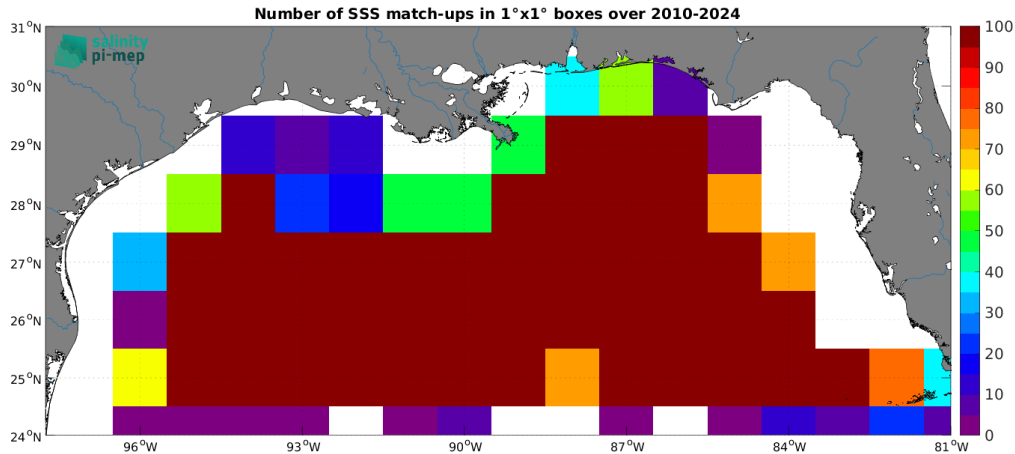 Number of SSS match-ups in 1°x1° boxes over 2010-2024
salinity
pi-mep
31°N
30°N
29°N
28°N
27°N
26°N
25°N
24°N
96°W
93°W
90°W
87°W
84°W
81°W
100
90
80
70
60
50
40
30
20
10
0